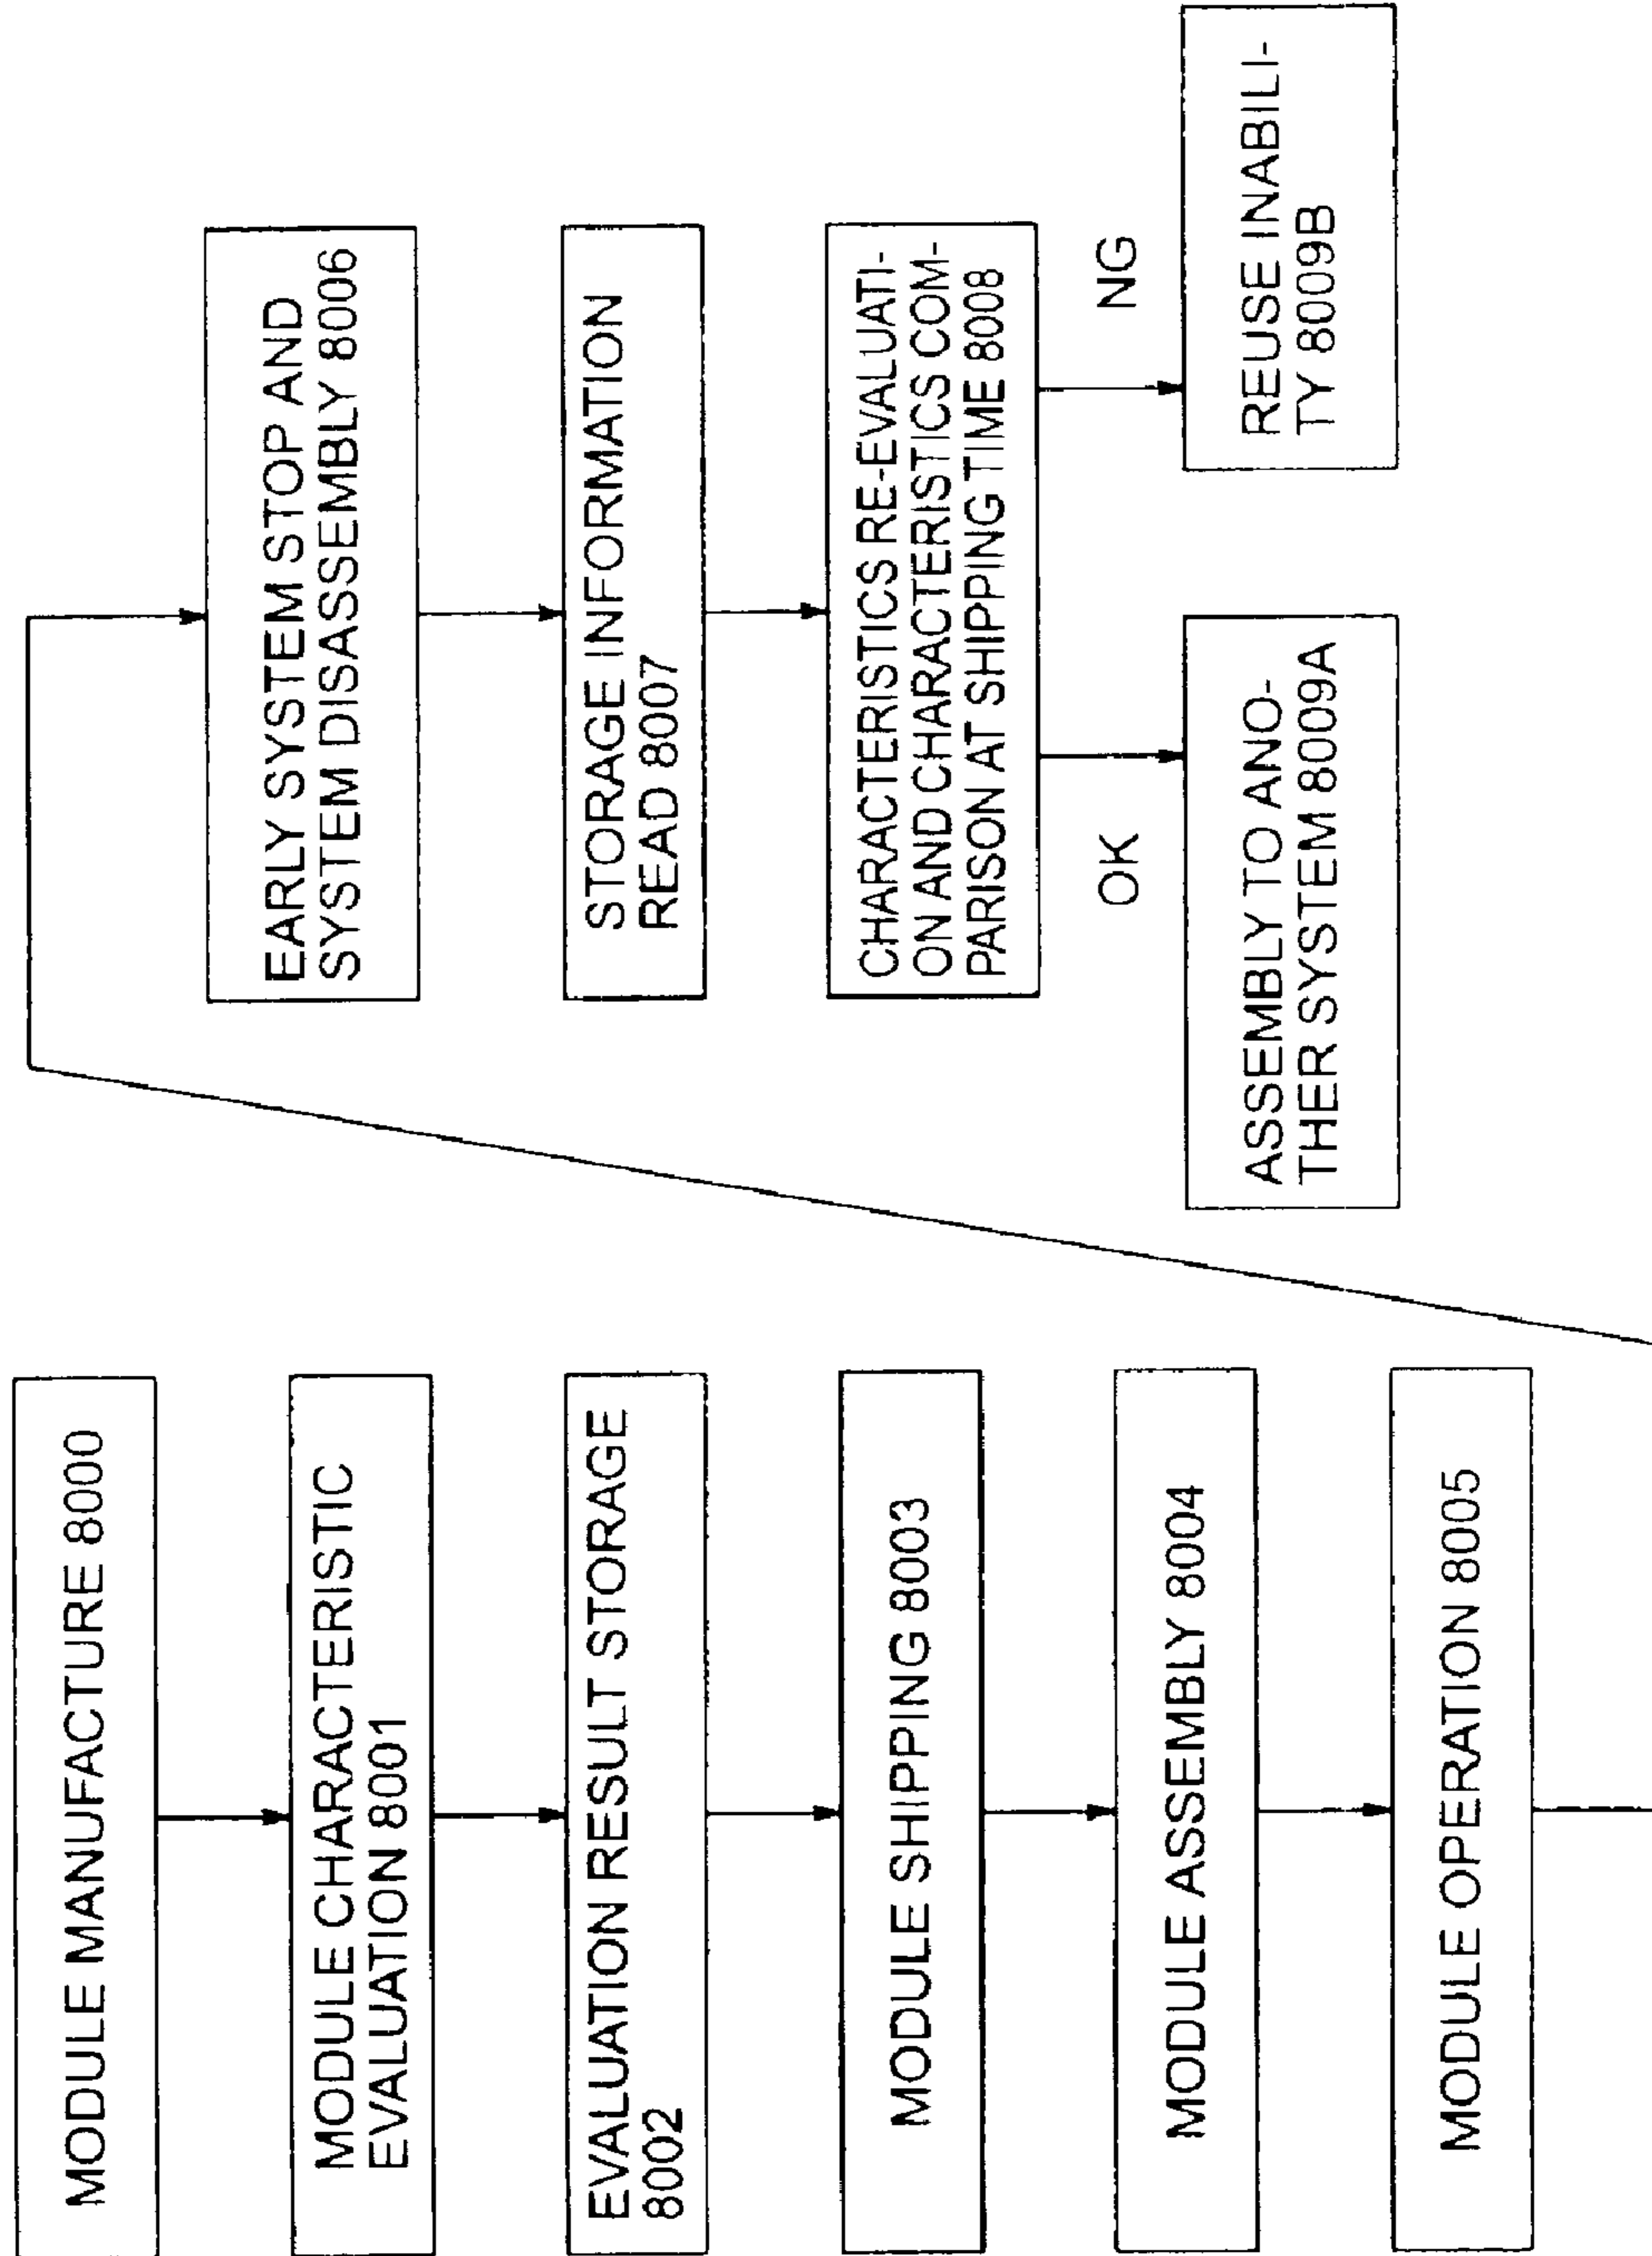 MODULE MANUFACTURE 8000
MODULE CHARACTERISTIC
EVALUATION 8001
EVALUATION RESULT STORAGE
8002
MODULE SHIPPING 8003
MODULE ASSEMBLY 8004
MODULE OPERATION 8005
EARLY SYSTEM STOP AND
SYSTEM DISASSEMBLY 8006
STORAGE INFORMATION
READ 8007
CHARACTERISTICS RE-EVALUATI-
ON AND CHARACTERISTICS COM-
PARISON AT SHIPPING TIME 8008
OK
NG
ASSEMBLY TO ANO-
THER SYSTEM 8009A
REUSE INABILI-
TY 8009B